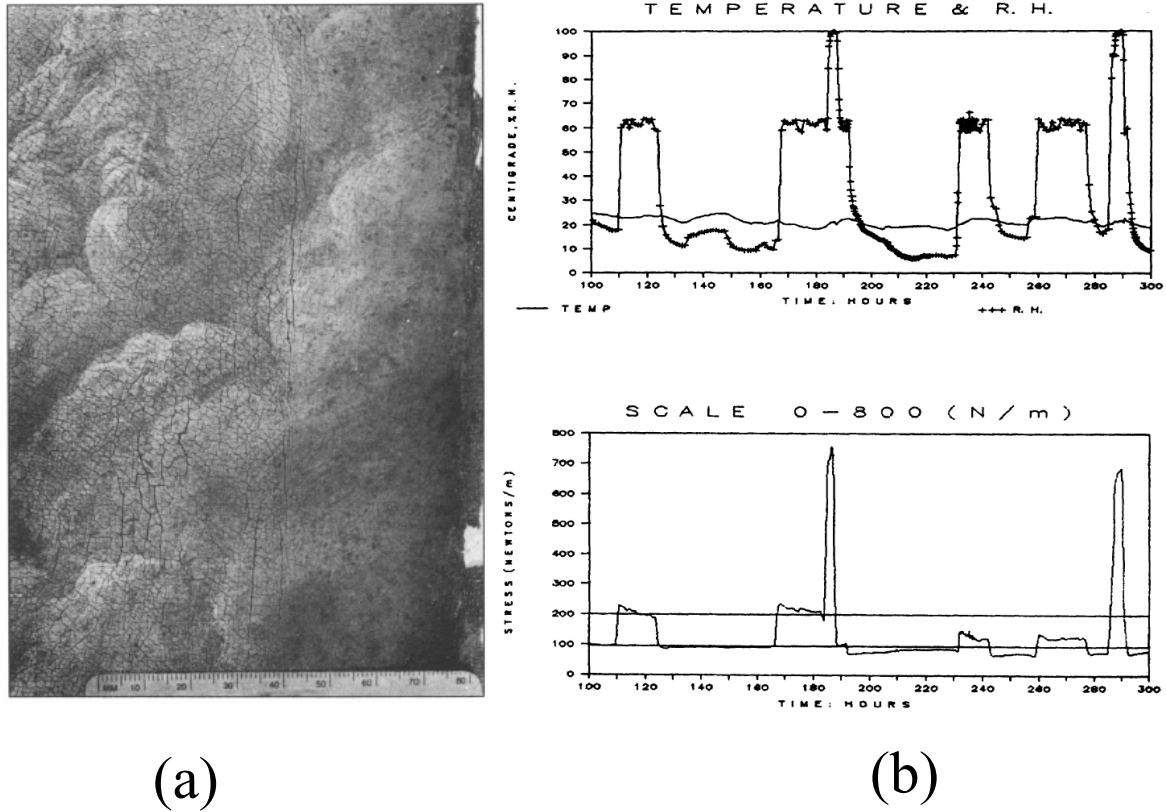 MM 10 20 30 40 50 60 70 80
(a)
TEMPERATURE & R. H.
CENTIGRADE, % R. H.
100
90
80
70
60
50
40
30
20
10
0
100 120 140 160 180 200 220 240 260 280 300
TIME: HOURS
TEMP
+++ R. H.
SCALE 0-800 (N/m)
STRESS (NEWTONS/m)
800
700
600
500
400
300
200
100
0
100 120 140 160 180 200 220 240 260 280 300
TIME: HOURS
(b)